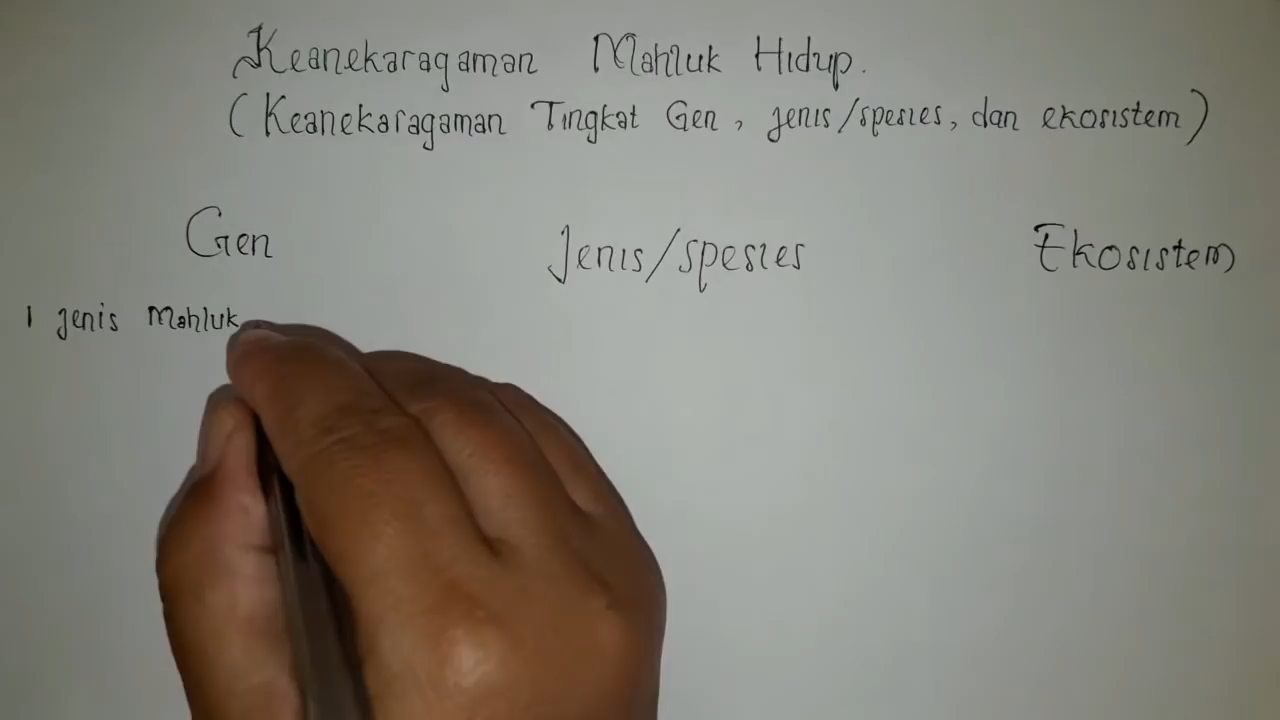 Keanekaragaman Mahluk Hidup.
(Keanekaragaman Tingkat Gen, jenis/spesies, dan ekosistem)
Gen Jenis/spesies Ekosistem
1 jenis Mahluk